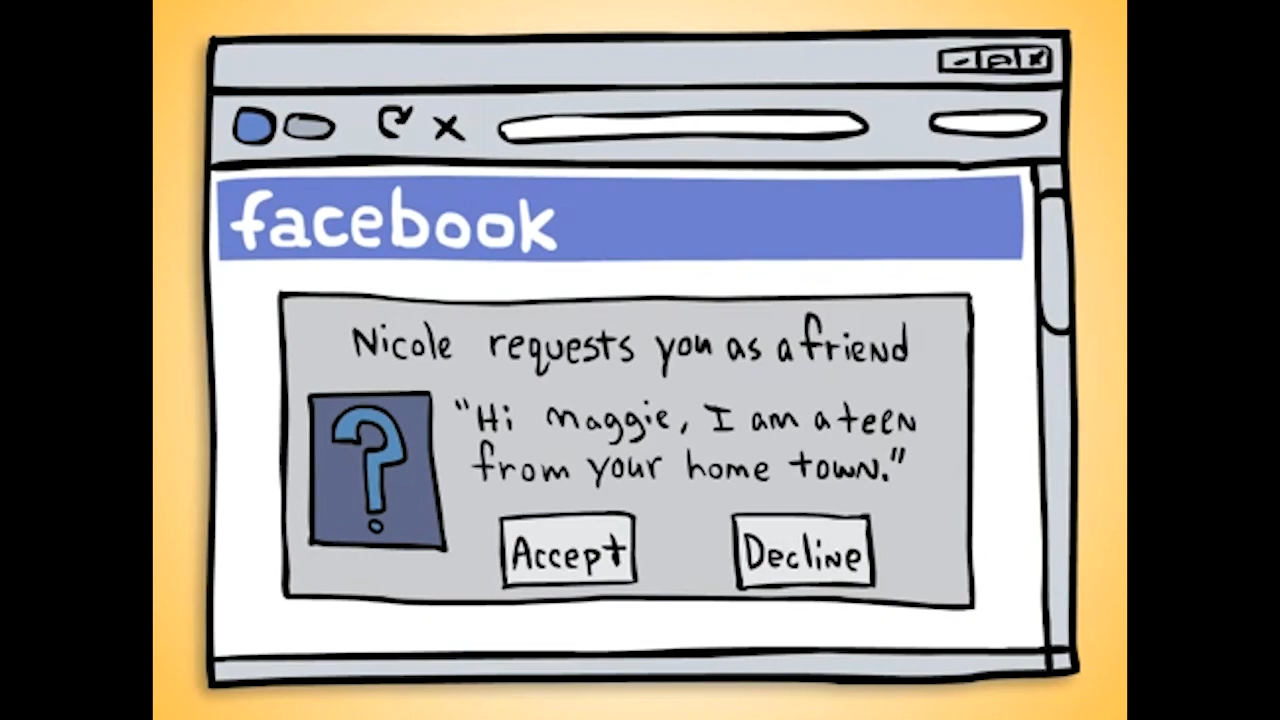 facebook
Nicole requests you as a friend
"Hi Maggie, I am a teen
from your home town."
Accept Decline